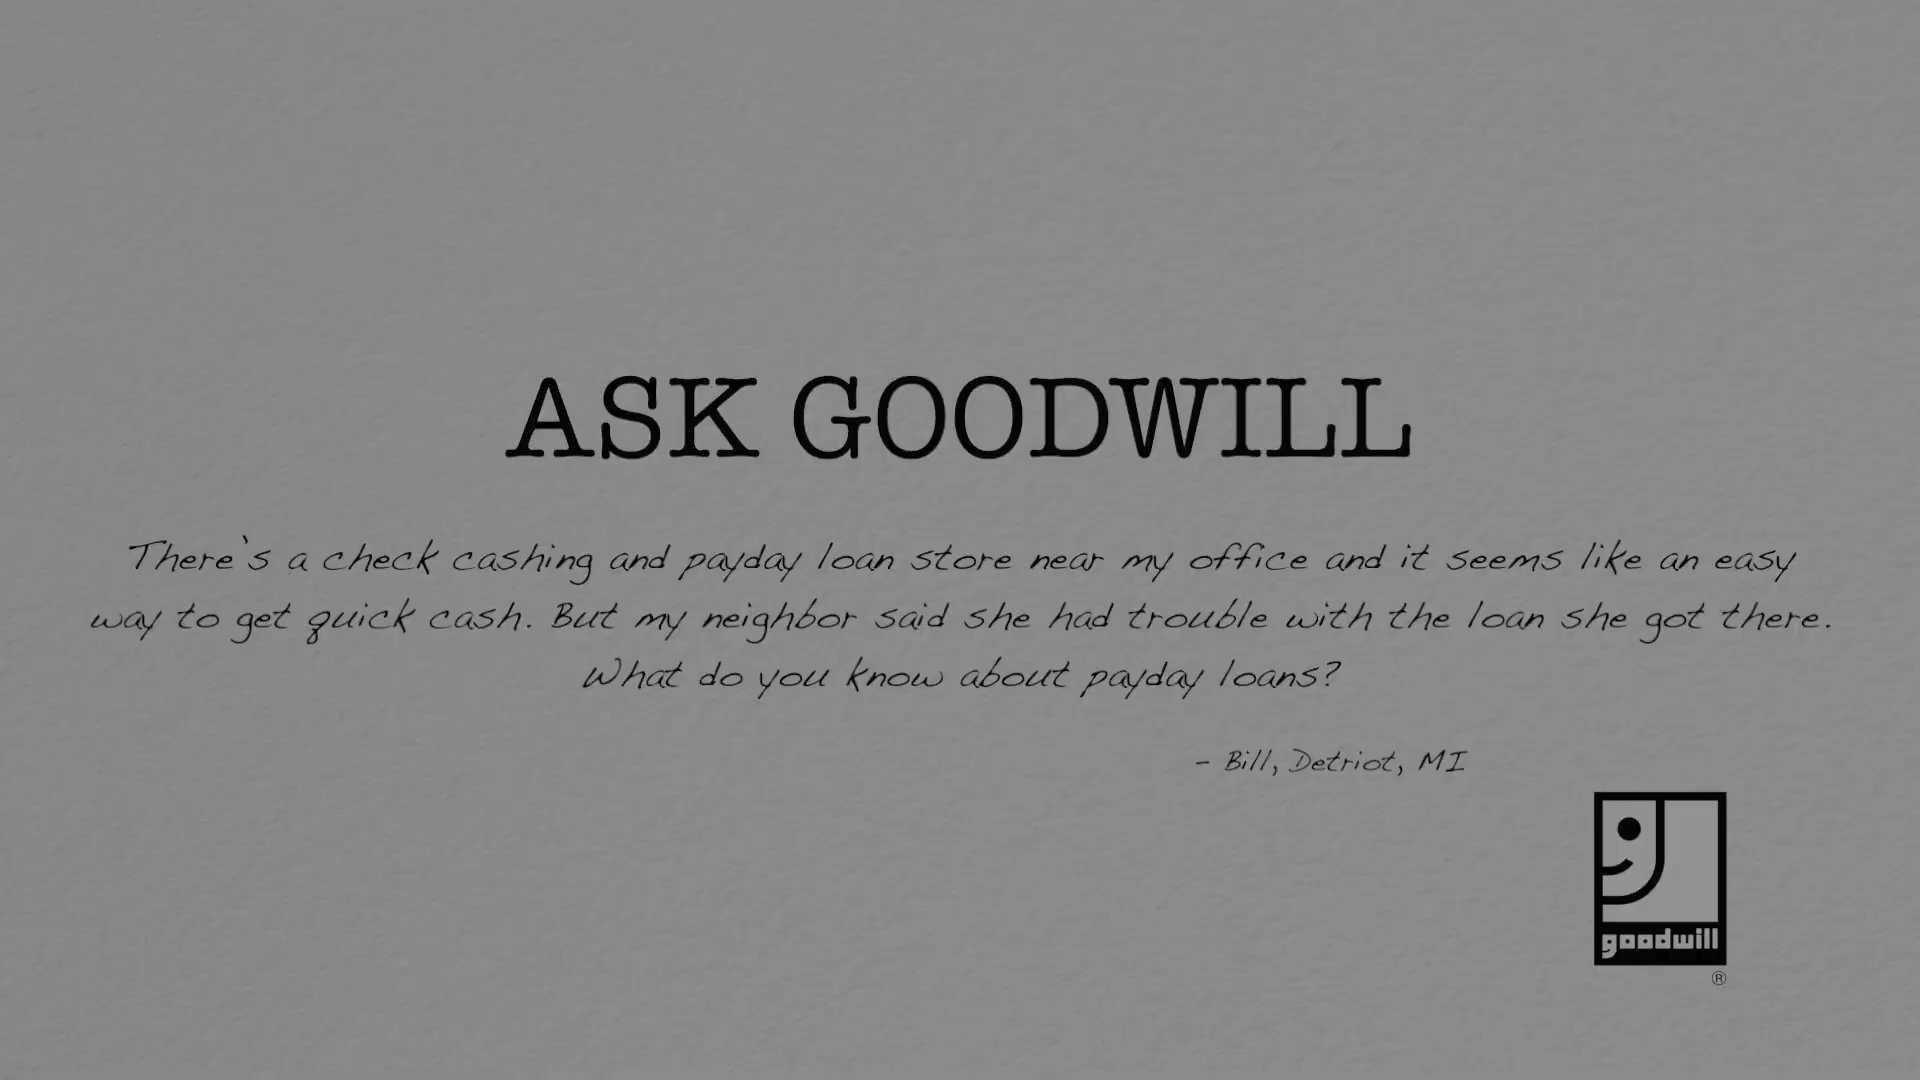 ASK GOODWILL
There's a check cashing and payday loan store near my office and it seems like an easy
way to get quick cash. But my neighbor said she had trouble with the loan she got there.
What do you know about payday loans?
- Bill, Detriot, MI
goodwill
®